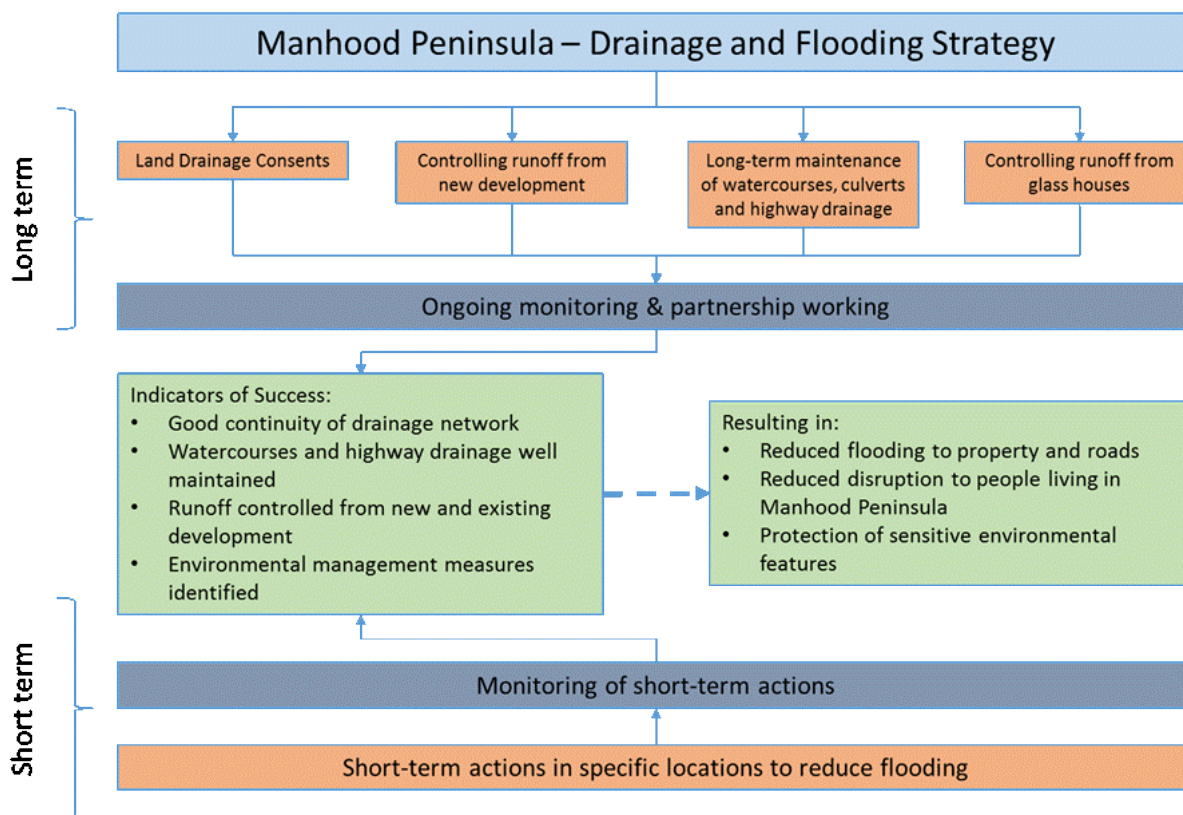 Manhood Peninsula – Drainage and Flooding Strategy
Long term
Land Drainage Consents
Controlling runoff from
new development
Long-term maintenance
of watercourses, culverts
and highway drainage
Controlling runoff from
glass houses
Ongoing monitoring & partnership working
Indicators of Success:
• Good continuity of drainage network
• Watercourses and highway drainage well
maintained
• Runoff controlled from new and existing
development
• Environmental management measures
identified
Resulting in:
• Reduced flooding to property and roads
• Reduced disruption to people living in
Manhood Peninsula
• Protection of sensitive environmental
features
Short term
Monitoring of short-term actions
Short-term actions in specific locations to reduce flooding